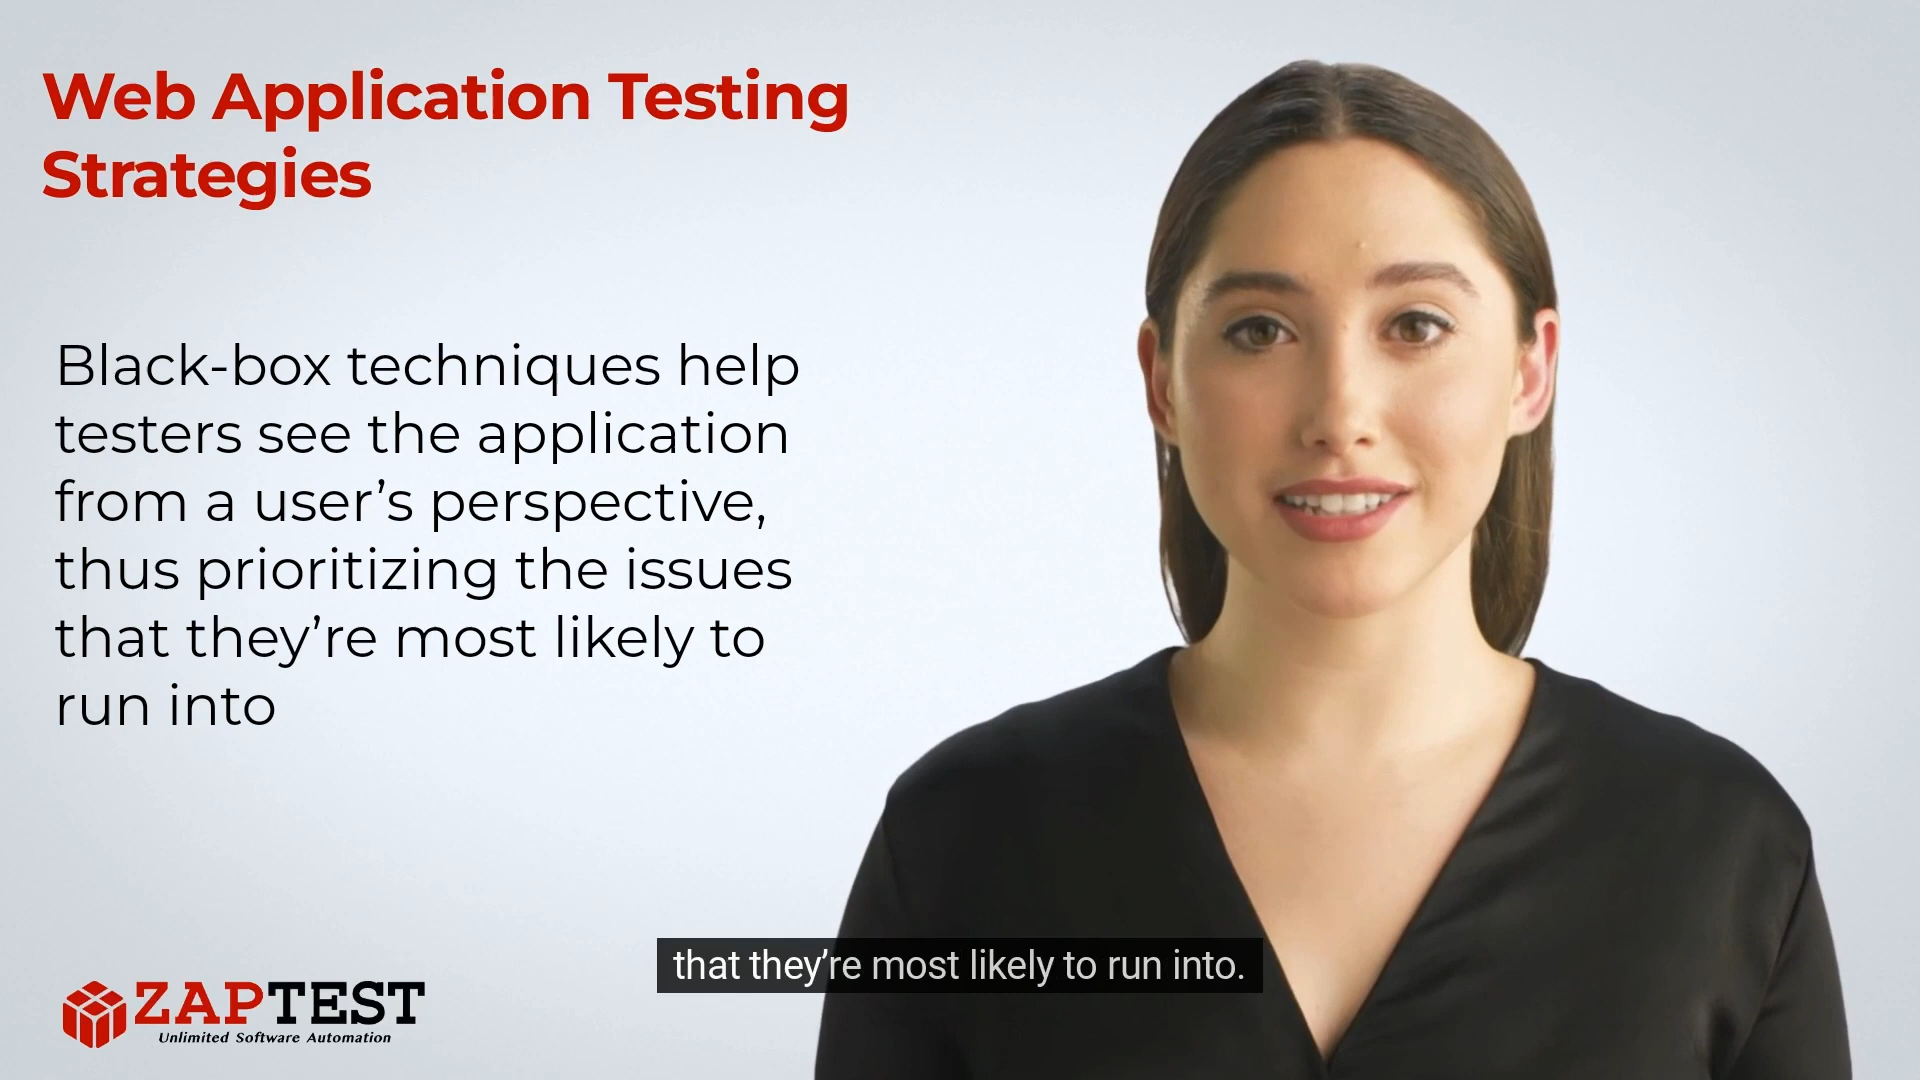 Web Application Testing
Strategies
Black-box techniques help
testers see the application
from a user’s perspective,
thus prioritizing the issues
that they’re most likely to
run into
that they’re most likely to run into.
ZAPTEST
Unlimited Software Automation